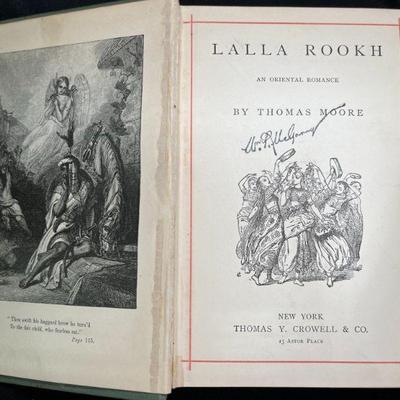 "Then swift his haggard brow he turn'd
To the fair child, who fearless sat."
Page 155.
LALLA ROOKH
AN ORIENTAL ROMANCE
BY THOMAS MOORE
NEW YORK
THOMAS Y. CROWELL & CO.
13 ASTOR PLACE